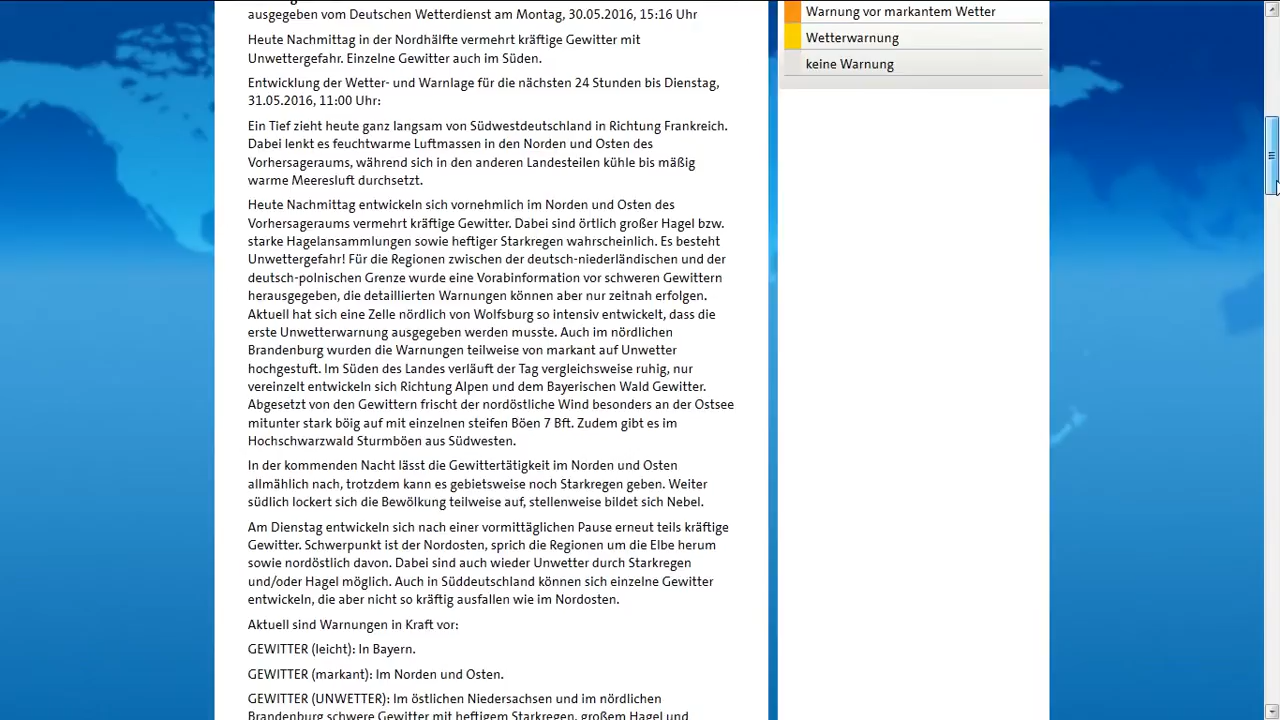 ausgegeben vom Deutschen Wetterdienst am Montag, 30.05.2016, 15:16 Uhr
Heute Nachmittag in der Nordhälfte vermehrt kräftige Gewitter mit
Unwettergefahr. Einzelne Gewitter auch im Süden.
Entwicklung der Wetter- und Warnlage für die nächsten 24 Stunden bis Dienstag,
31.05.2016, 11:00 Uhr:
Ein Tief zieht heute ganz langsam von Südwestdeutschland in Richtung Frankreich.
Dabei lenkt es feuchtwarme Luftmassen in den Norden und Osten des
Vorhersageraums, während sich in den anderen Landesteilen kühle bis mäßig
warme Meeresluft durchsetzt.
Heute Nachmittag entwickeln sich vornehmlich im Norden und Osten des
Vorhersageraums vermehrt kräftige Gewitter. Dabei sind örtlich großer Hagel bzw.
starke Hagelansammlungen sowie heftiger Starkregen wahrscheinlich. Es besteht
Unwettergefahr! Für die Regionen zwischen der deutsch-niederländischen und der
deutsch-polnischen Grenze wurde eine Vorabinformation vor schweren Gewittern
herausgegeben, die detaillierten Warnungen können aber nur zeitnah erfolgen.
Aktuell hat sich eine Zelle nördlich von Wolfsburg so intensiv entwickelt, dass die
erste Unwetterwarnung ausgegeben werden musste. Auch im nördlichen
Brandenburg wurden die Warnungen teilweise von markant auf Unwetter
hochgestuft. Im Süden des Landes verläuft der Tag vergleichsweise ruhig, nur
vereinzelt entwickeln sich Richtung Alpen und dem Bayerischen Wald Gewitter.
Abgesetzt von den Gewittern frischt der nordöstliche Wind besonders an der Ostsee
mitunter stark böig auf mit einzelnen steifen Böen 7 Bft. Zudem gibt es im
Hochschwarzwald Sturmböen aus Südwesten.
In der kommenden Nacht lässt die Gewittertätigkeit im Norden und Osten
allmählich nach, trotzdem kann es gebietsweise noch Starkregen geben. Weiter
südlich lockert sich die Bewölkung teilweise auf, stellenweise bildet sich Nebel.
Am Dienstag entwickeln sich nach einer vormittäglichen Pause erneut teils kräftige
Gewitter. Schwerpunkt ist der Nordosten, sprich die Regionen um die Elbe herum
sowie nordöstlich davon. Dabei sind auch wieder Unwetter durch Starkregen
und/oder Hagel möglich. Auch in Süddeutschland können sich einzelne Gewitter
entwickeln, die aber nicht so kräftig ausfallen wie im Nordosten.
Aktuell sind Warnungen in Kraft vor:
GEWITTER (leicht): In Bayern.
GEWITTER (markant): Im Norden und Osten.
GEWITTER (UNWETTER): Im östlichen Niedersachsen und im nördlichen
Brandenburg schwere Gewitter mit heftigem Starkregen, großem Hagel und
Warnung vor markantem Wetter
Wetterwarnung
keine Warnung